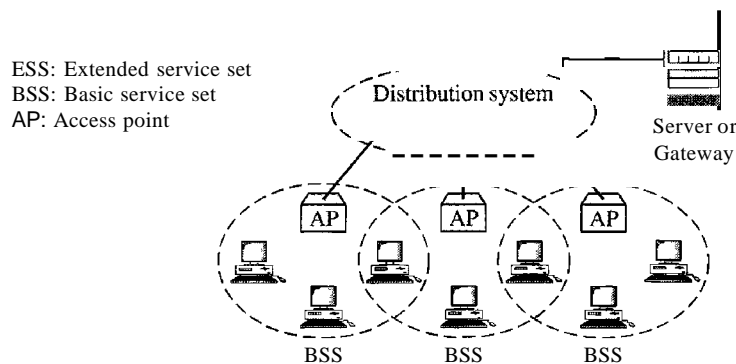 ESS: Extended service set
BSS: Basic service set
AP: Access point
Distribution system
Server or
Gateway
AP AP AP
BSS BSS BSS